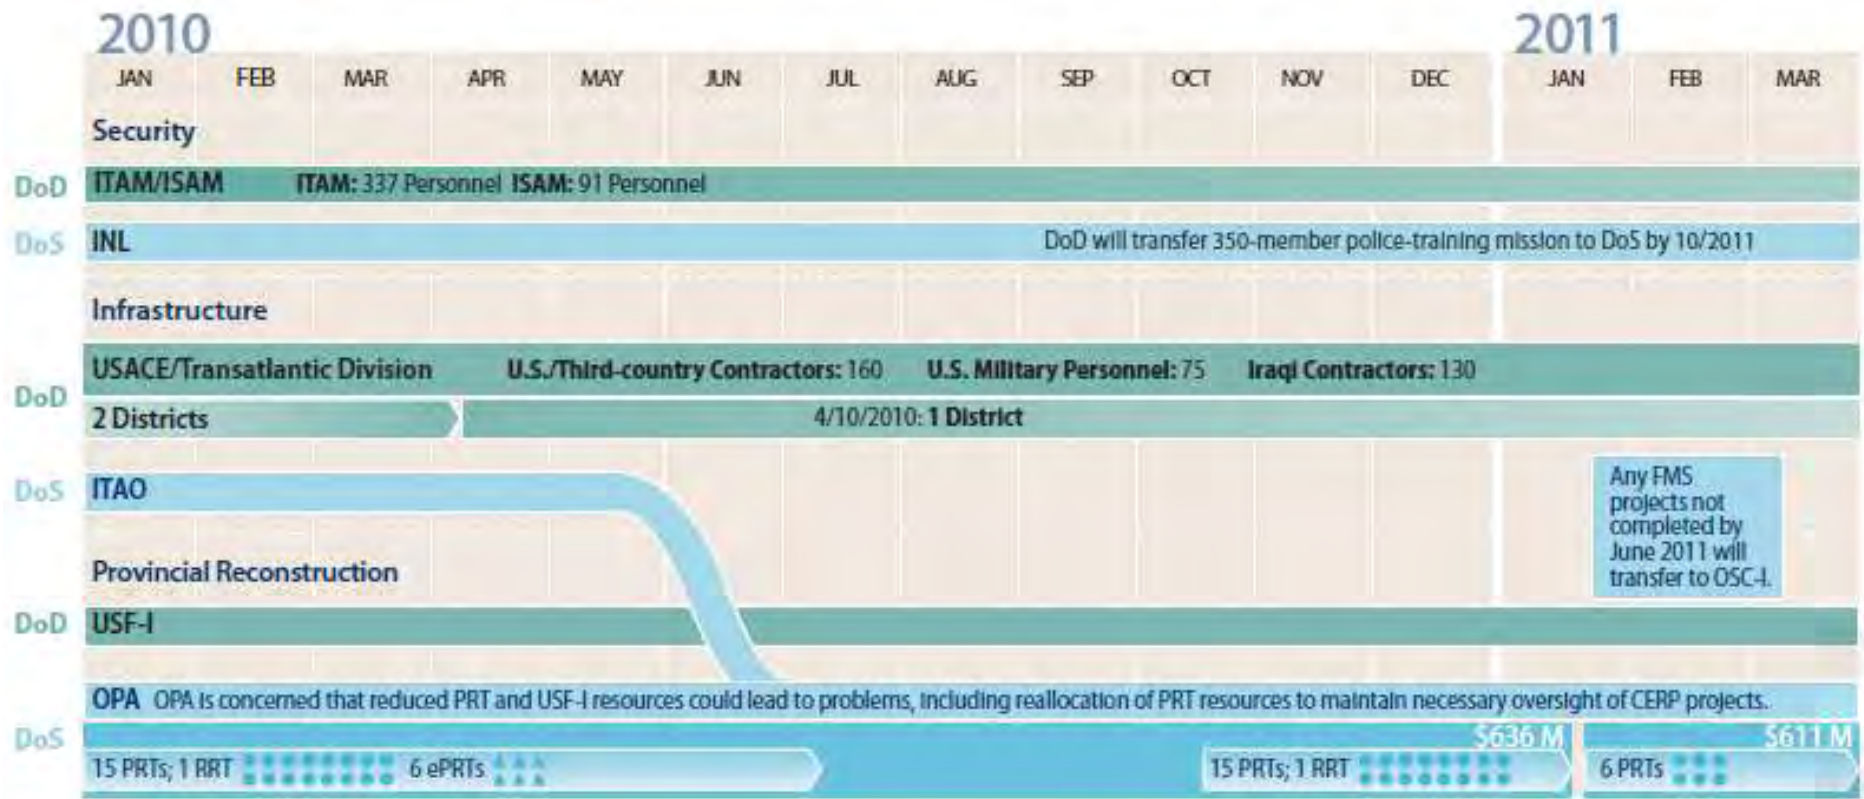 2010 2011
JAN FEB MAR APR MAY JUN JUL AUG SEP OCT NOV DEC JAN FEB MAR
Security
DoD ITAM/ISAM ITAM: 337 Personnel ISAM: 91 Personnel
DoS INL DoD will transfer 350-member police-training mission to DoS by 10/2011
Infrastructure
DoD
USACE/Transatlantic Division U.S./Third-country Contractors: 160 U.S. Military Personnel: 75 Iraqi Contractors: 130
2 Districts 4/10/2010: 1 District
DoS ITAO
Any FMS
projects not
completed by
June 2011 will
transfer to OSC-I.
Provincial Reconstruction
DoD USF-I
DoS
OPA OPA is concerned that reduced PRT and USF-I resources could lead to problems, including reallocation of PRT resources to maintain necessary oversight of CERP projects.
$636 M $611 M
15 PRTs; 1 RRT 6 ePRTs 15 PRTs; 1 RRT 6 PRTs